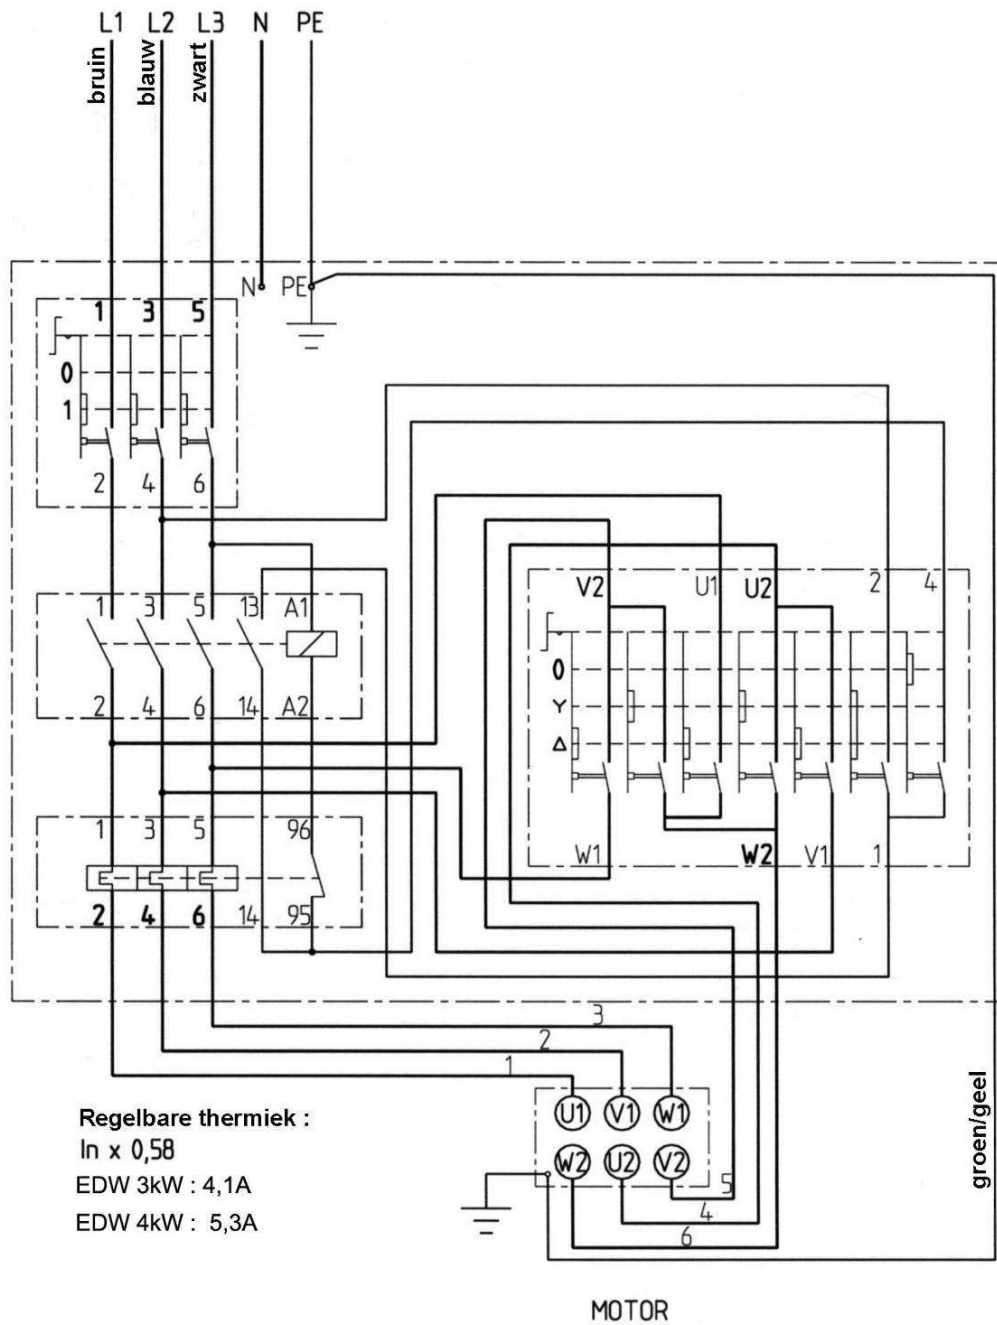 L1 L2 L3 N PE
bruin
blauw
zwart
N PE
1 3 5
0
1
2 4 6
V2 U1 U2 2 4
1 3 5 13 A1
0
Y
Δ
2 4 6 14 A2
1 3 5 96
W1 W2 V1 1
2 4 6 14 95
3
2
1
U1 V1 W1
W2 U2 V2
5
4
6
Regelbare thermiek :
In x 0,58
EDW 3kW : 4,1A
EDW 4kW : 5,3A
groen/geel
MOTOR